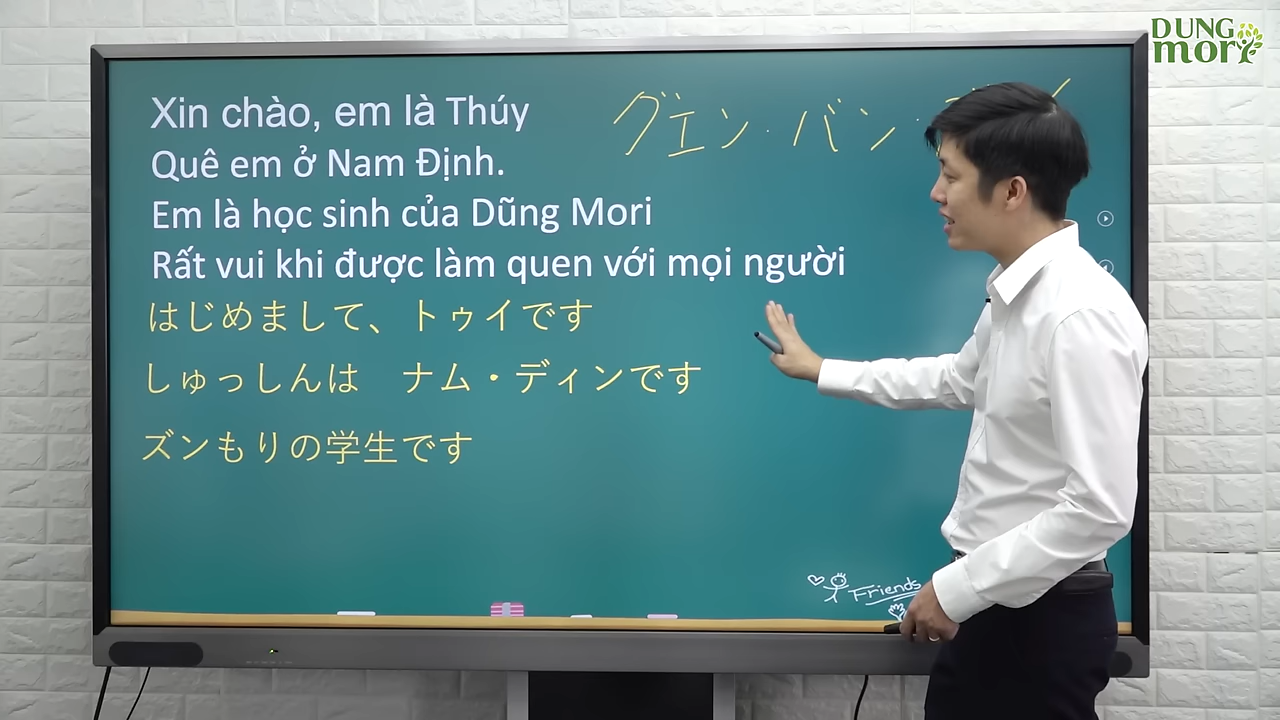 DUNG
mori
Xin chào, em là Thúy
グエン・バン・
Quê em ở Nam Định.
Em là học sinh của Dũng Mori
Rất vui khi được làm quen với mọi người
はじめまして、トゥイです
しゅっしんは ナム・ディンです
ズンもりの学生です
Friends